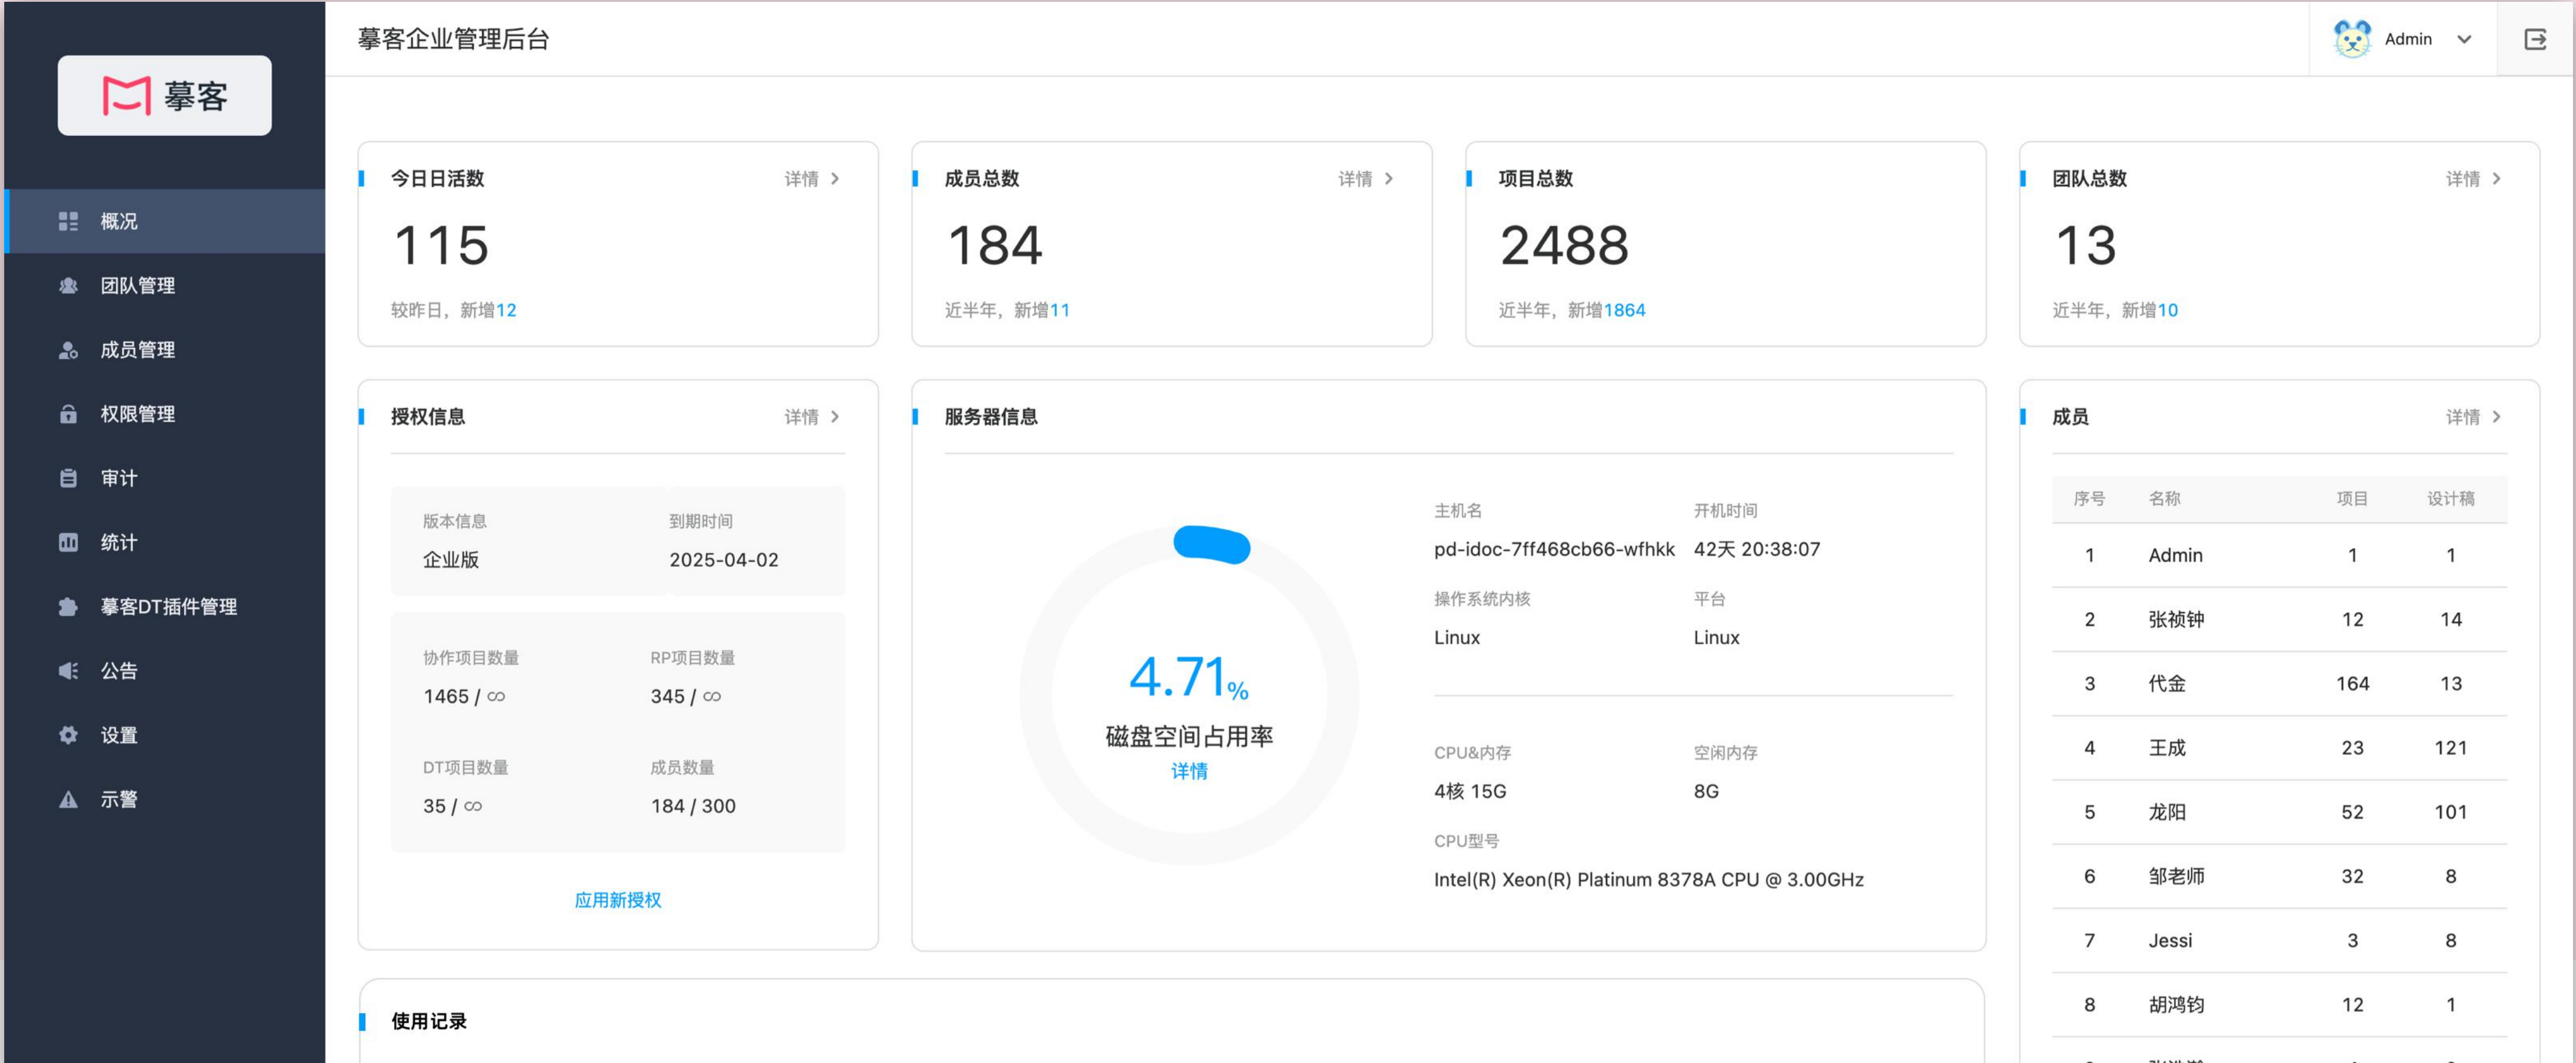 摹客企业管理后台
Admin
摹客
概况
团队管理
成员管理
权限管理
审计
统计
摹客DT插件管理
公告
设置
示警
今日日活数 详情
115
较昨日，新增12
成员总数 详情
184
近半年，新增11
项目总数
2488
近半年，新增1864
团队总数 详情
13
近半年，新增10
授权信息 详情
版本信息 到期时间
企业版 2025-04-02
协作项目数量 RP项目数量
1465 / ∞ 345 / ∞
DT项目数量 成员数量
35 / ∞ 184 / 300
应用新授权
服务器信息
4.71%
磁盘空间占用率
详情
主机名 开机时间
pd-idoc-7ff468cb66-wfhkk 42天 20:38:07
操作系统内核 平台
Linux Linux
CPU&内存 空闲内存
4核 15G 8G
CPU型号
Intel(R) Xeon(R) Platinum 8378A CPU @ 3.00GHz
成员 详情
序号 名称 项目 设计稿
1 Admin 1 1
2 张祯钟 12 14
3 代金 164 13
4 王成 23 121
5 龙阳 52 101
6 邹老师 32 8
7 Jessi 3 8
8 胡鸿钧 12 1
使用记录